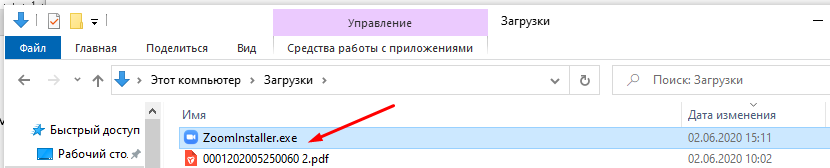 Управление Загрузки
Файл Главная Поделиться Вид Средства работы с приложениями
Этот компьютер Загрузки Поиск: Загрузки
Имя Дата изменения
Быстрый доступ ZoomInstaller.exe 02.06.2020 15:11
Рабочий сто. 0001202005250060 2.pdf 02.06.2020 10:02